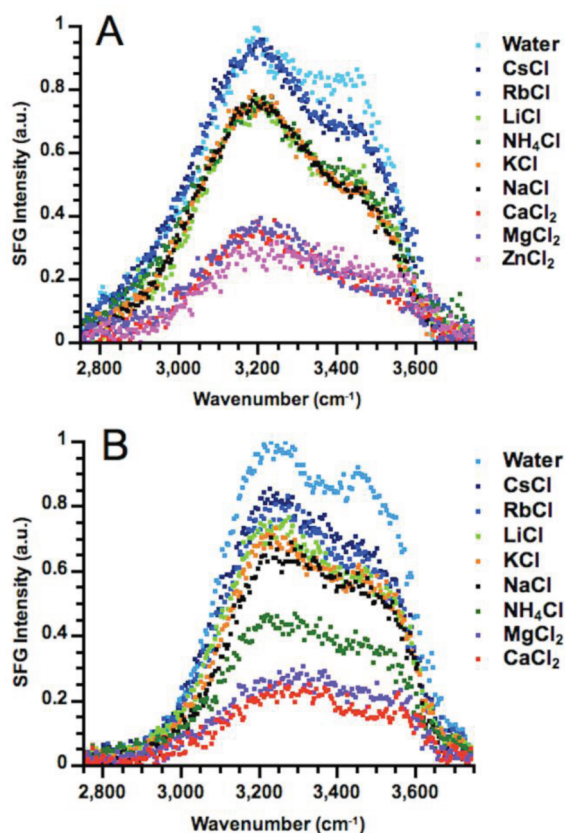 A
SFG Intensity (a.u.)
1
0.8
0.6
0.4
0.2
0
2,800 3,000 3,200 3,400 3,600
Wavenumber (cm⁻¹)
Water
CsCl
RbCl
LiCl
NH₄Cl
KCl
NaCl
CaCl₂
MgCl₂
ZnCl₂
B
SFG Intensity (a.u.)
1
0.8
0.6
0.4
0.2
0
2,800 3,000 3,200 3,400 3,600
Wavenumber (cm⁻¹)
Water
CsCl
RbCl
LiCl
KCl
NaCl
NH₄Cl
MgCl₂
CaCl₂